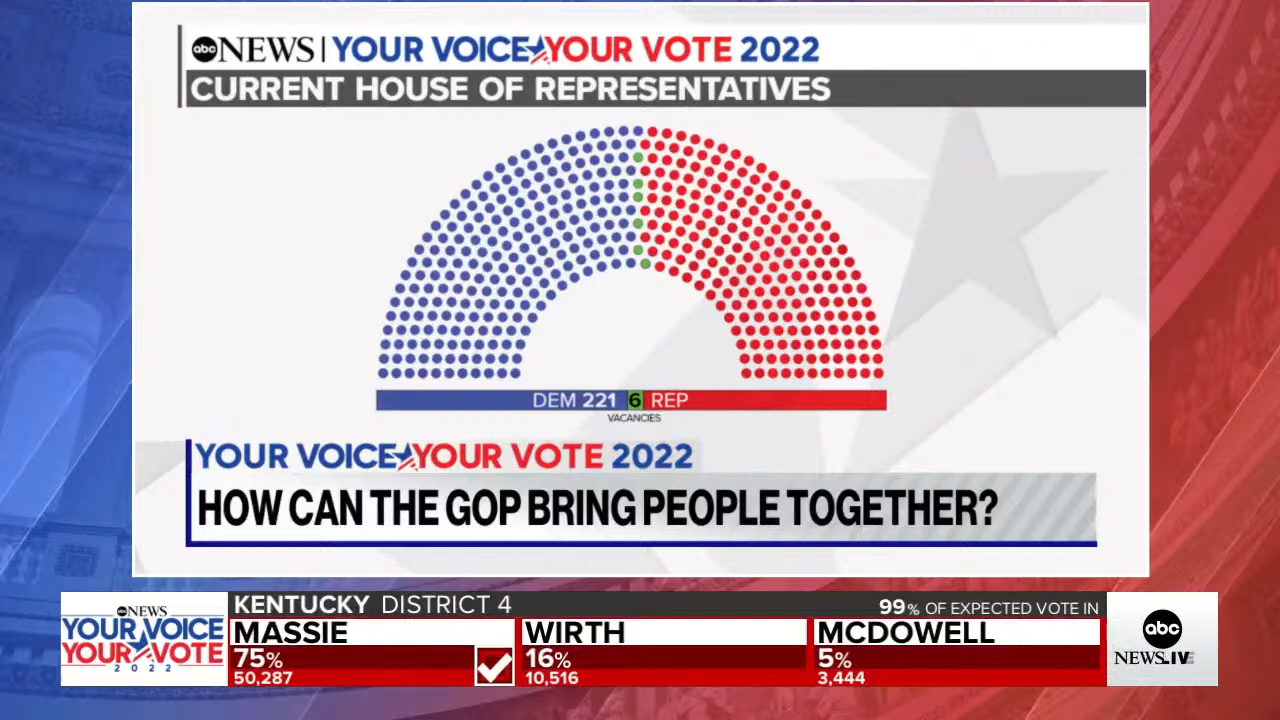 abc NEWS | YOUR VOICE YOUR VOTE 2022
CURRENT HOUSE OF REPRESENTATIVES
DEM 221 6 REP
VACANCIES
YOUR VOICE YOUR VOTE 2022
HOW CAN THE GOP BRING PEOPLE TOGETHER?
abc NEWS
YOUR VOICE
YOUR VOTE
2022
KENTUCKY DISTRICT 4
99% OF EXPECTED VOTE IN
MASSIE
75%
50,287
WIRTH
16%
10,516
MCDOWELL
5%
3,444
abc
NEWS LIVE